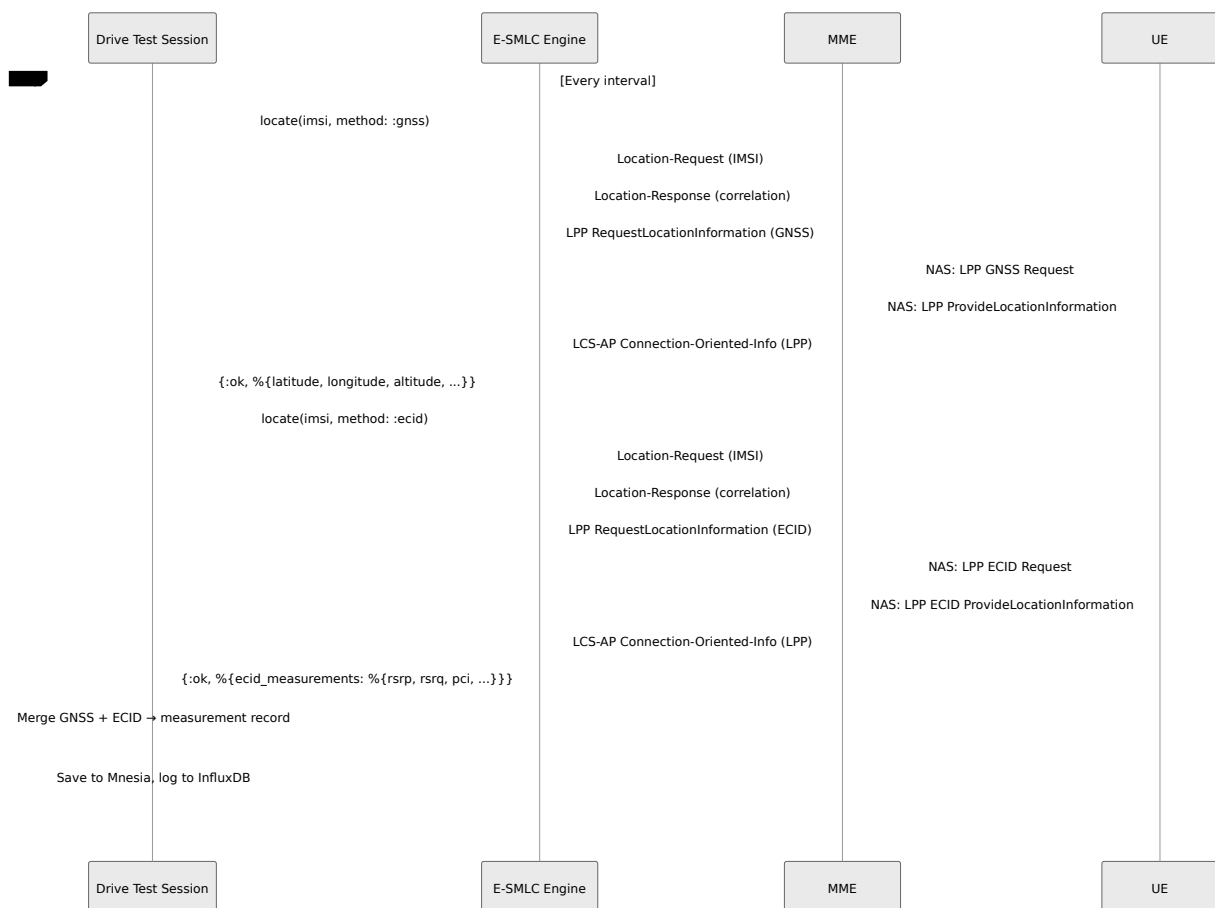 Drive Test Session
E-SMLC Engine
MME
UE
[Every interval]
locate(imsi, method: :gnss)
Location-Request (IMSI)
Location-Response (correlation)
LPP RequestLocationInformation (GNSS)
NAS: LPP GNSS Request
NAS: LPP ProvideLocationInformation
LCS-AP Connection-Oriented-Info (LPP)
{:ok, %{latitude, longitude, altitude, ...}}
locate(imsi, method: :ecid)
Location-Request (IMSI)
Location-Response (correlation)
LPP RequestLocationInformation (ECID)
NAS: LPP ECID Request
NAS: LPP ECID ProvideLocationInformation
LCS-AP Connection-Oriented-Info (LPP)
{:ok, %{ecid_measurements: %{rsrp, rsrq, pci, ...}}}
Merge GNSS + ECID → measurement record
Save to Mnesia, log to InfluxDB
Drive Test Session
E-SMLC Engine
MME
UE